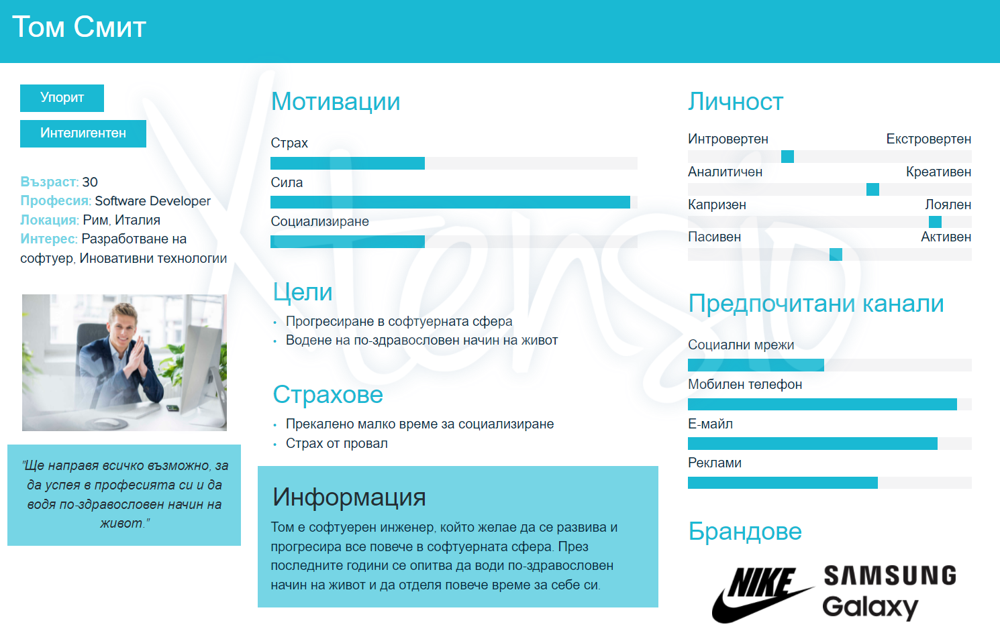 Том Смит
Упорит
Интелигентен
Възраст: 30
Професия: Software Developer
Локация: Рим, Италия
Интерес: Разработване на
софтуер, Иновативни технологии
"Ще направя всичко възможно, за
да успея в професията си и да
водя по-здравословен начин на
живот."
Мотивации
Страх
Сила
Социализиране
Цели
• Прогресиране в софтуерната сфера
• Водене на по-здравословен начин на живот
Страхове
• Прекалено малко време за социализиране
• Страх от провал
Информация
Том е софтуерен инженер, който желае да се развива и
прогресира все повече в софтуерната сфера. През
последните години се опитва да води по-здравословен
начин на живот и да отделя повече време за себе си.
Личност
Интровертен Екстровертен
Аналитичен Креативен
Капризен Лоялен
Пасивен Активен
Предпочитани канали
Социални мрежи
Мобилен телефон
Е-майл
Реклами
Брандове
NIKE
SAMSUNG
Galaxy
Xtensio